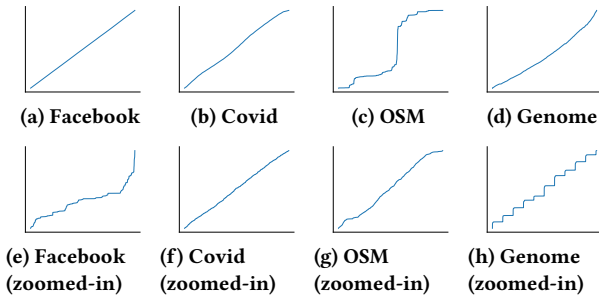 (a) Facebook
(b) Covid
(c) OSM
(d) Genome
(e) Facebook
(zoomed-in)
(f) Covid
(zoomed-in)
(g) OSM
(zoomed-in)
(h) Genome
(zoomed-in)